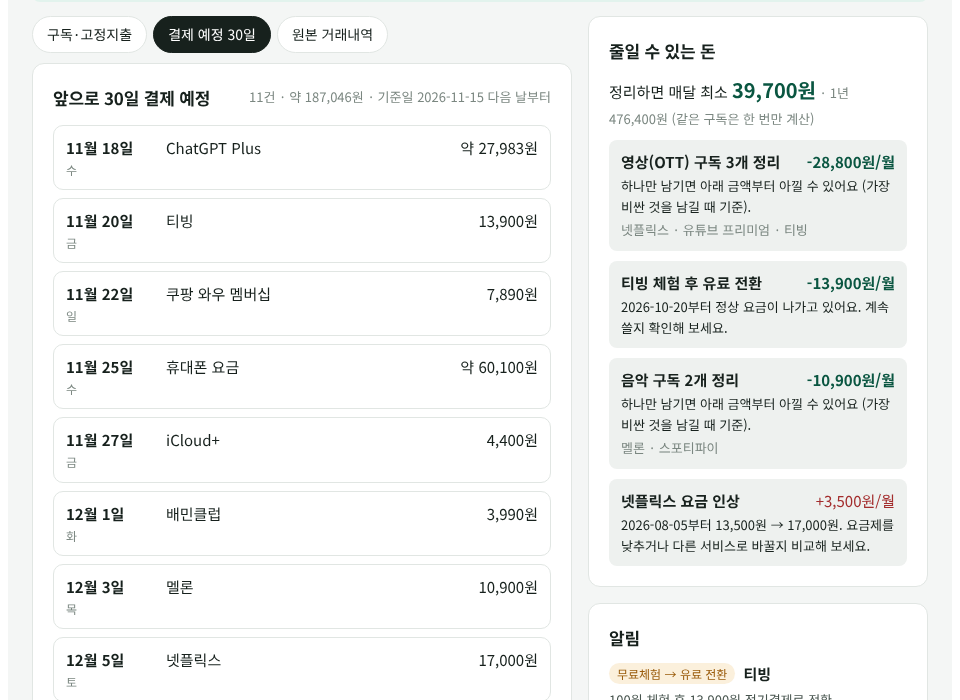 구독·고정지출
결제 예정 30일
원본 거래내역
앞으로 30일 결제 예정
11건 · 약 187,046원 · 기준일 2026-11-15 다음 날부터
11월 18일
수
ChatGPT Plus
약 27,983원
11월 20일
금
티빙
13,900원
11월 22일
일
쿠팡 와우 멤버십
7,890원
11월 25일
수
휴대폰 요금
약 60,100원
11월 27일
금
iCloud+
4,400원
12월 1일
화
배민클럽
3,990원
12월 3일
목
멜론
10,900원
12월 5일
토
넷플릭스
17,000원
줄일 수 있는 돈
정리하면 매달 최소 39,700원 · 1년
476,400원 (같은 구독은 한 번만 계산)
영상(OTT) 구독 3개 정리
-28,800원/월
하나만 남기면 아래 금액부터 아낄 수 있어요 (가장
비싼 것을 남길 때 기준).
넷플릭스 · 유튜브 프리미엄 · 티빙
티빙 체험 후 유료 전환
-13,900원/월
2026-10-20부터 정상 요금이 나가고 있어요. 계속
쓸지 확인해 보세요.
음악 구독 2개 정리
-10,900원/월
하나만 남기면 아래 금액부터 아낄 수 있어요 (가장
비싼 것을 남길 때 기준).
멜론 · 스포티파이
넷플릭스 요금 인상
+3,500원/월
2026-08-05부터 13,500원 → 17,000원. 요금제를
낮추거나 다른 서비스로 바꿀지 비교해 보세요.
알림
무료체험 → 유료 전환
티빙
100원 체험 후 13,900원 정기결제로 전환